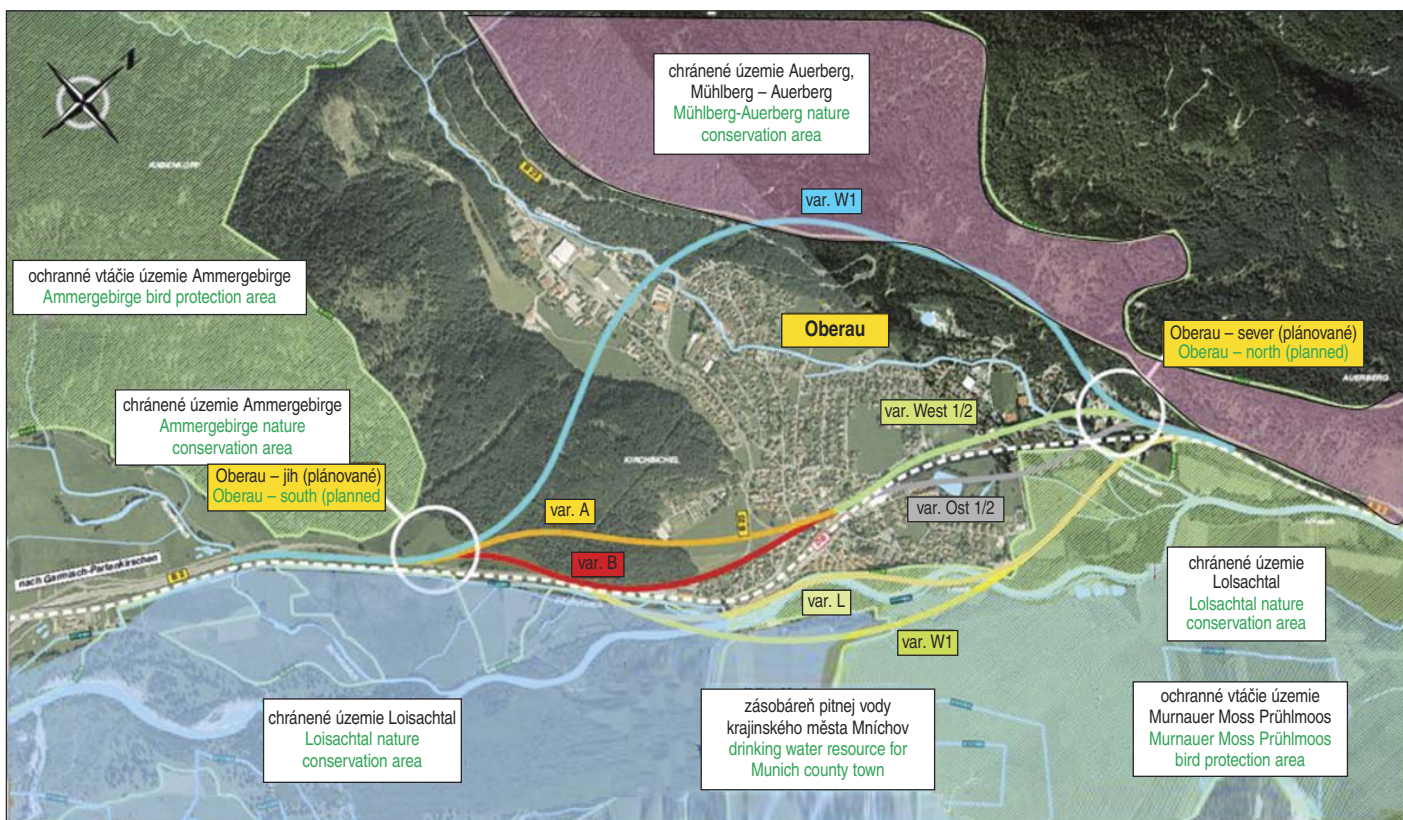 chránené územie Auerberg,
Mühlberg – Auerberg
Mühlberg-Auerberg nature
conservation area
var. W1
ochranné vtáčie územie Ammergebirge
Ammergebirge bird protection area
Oberau
Oberau – sever (plánované)
Oberau – north (planned)
AUERBERG
chránené územie Ammergebirge
Ammergebirge nature
conservation area
var. West 1/2
Oberau – jih (plánované)
Oberau – south (planned
KIRCHBICHEL
var. A
var. Ost 1/2
var. B
nach Garmisch-Partenkirschen
var. L
var. W1
chránené územie
Lolsachtal
Lolsachtal nature
conservation area
chránené územie Loisachtal
Loisachtal nature
conservation area
zásobáreň pitnej vody
krajinského města Mníchov
drinking water resource for
Munich county town
ochranné vtáčie územie
Murnauer Moss Prühlmoos
Murnauer Moss Prühlmoos
bird protection area